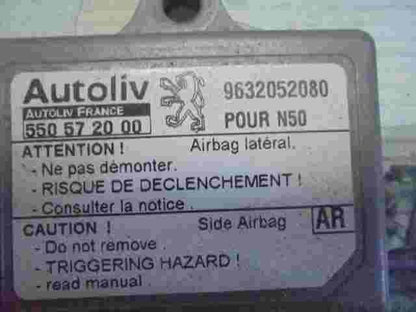 Autoliv
9632052080
AUTOLIV FRANCE
550 57 20 00
POUR N50
ATTENTION !
Airbag latéral.
- Ne pas démonter.
- RISQUE DE DECLENCHEMENT !
- Consulter la notice .
CAUTION !
Side Airbag
AR
- Do not remove .
- TRIGGERING HAZARD !
- read manual